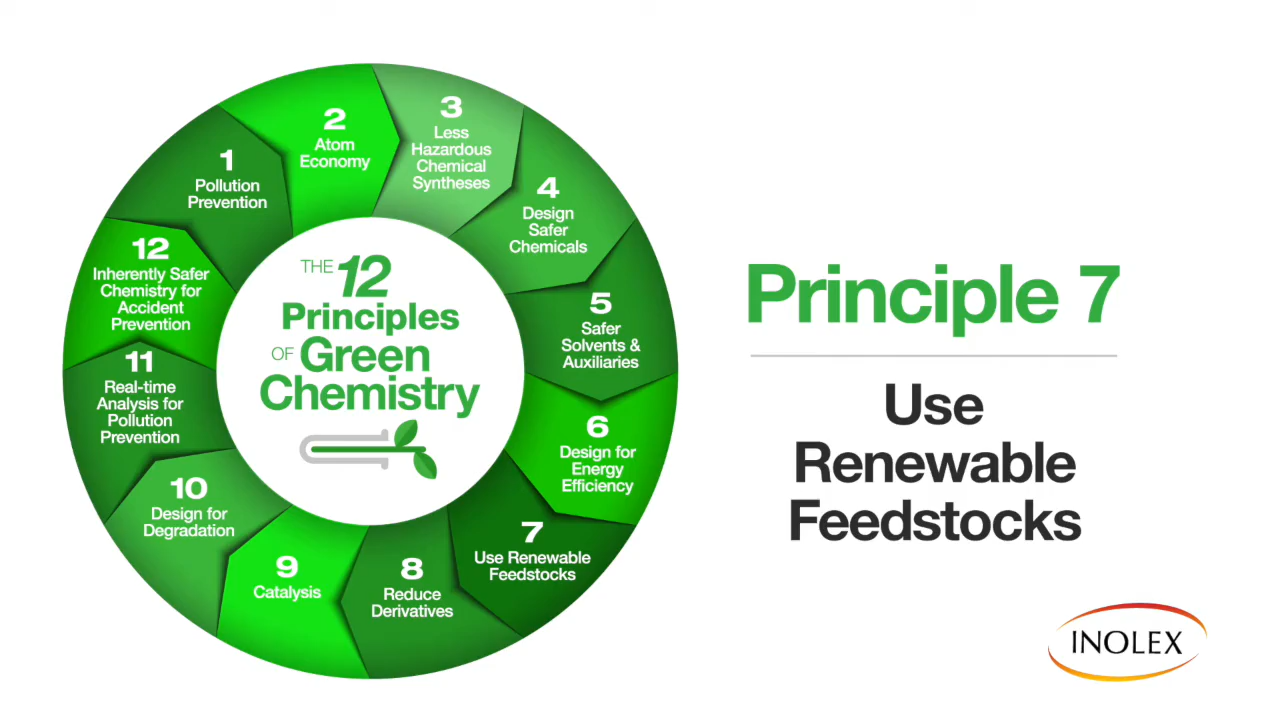 1
Pollution
Prevention
2
Atom
Economy
3
Less
Hazardous
Chemical
Syntheses
4
Design
Safer
Chemicals
5
Safer
Solvents &
Auxiliaries
6
Design for
Energy
Efficiency
7
Use Renewable
Feedstocks
8
Reduce
Derivatives
9
Catalysis
10
Design for
Degradation
11
Real-time
Analysis for
Pollution
Prevention
12
Inherently Safer
Chemistry for
Accident
Prevention
THE 12
Principles
OF Green
Chemistry
Principle 7
Use
Renewable
Feedstocks
INOLEX